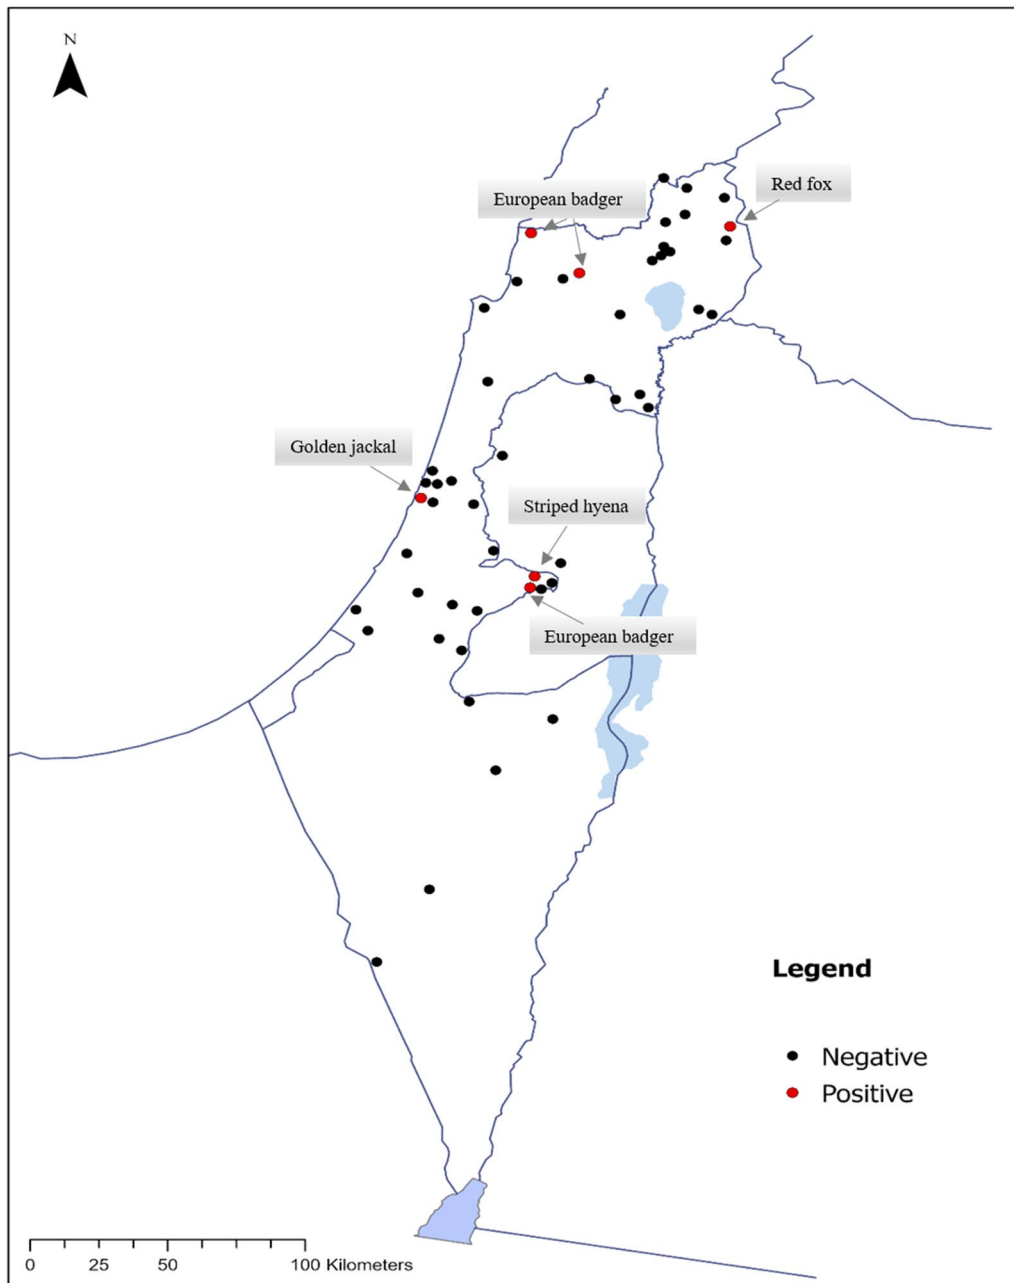 N
Red fox
European badger
Golden jackal
Striped hyena
European badger
Legend
Negative
Positive
0 25 50 100 Kilometers